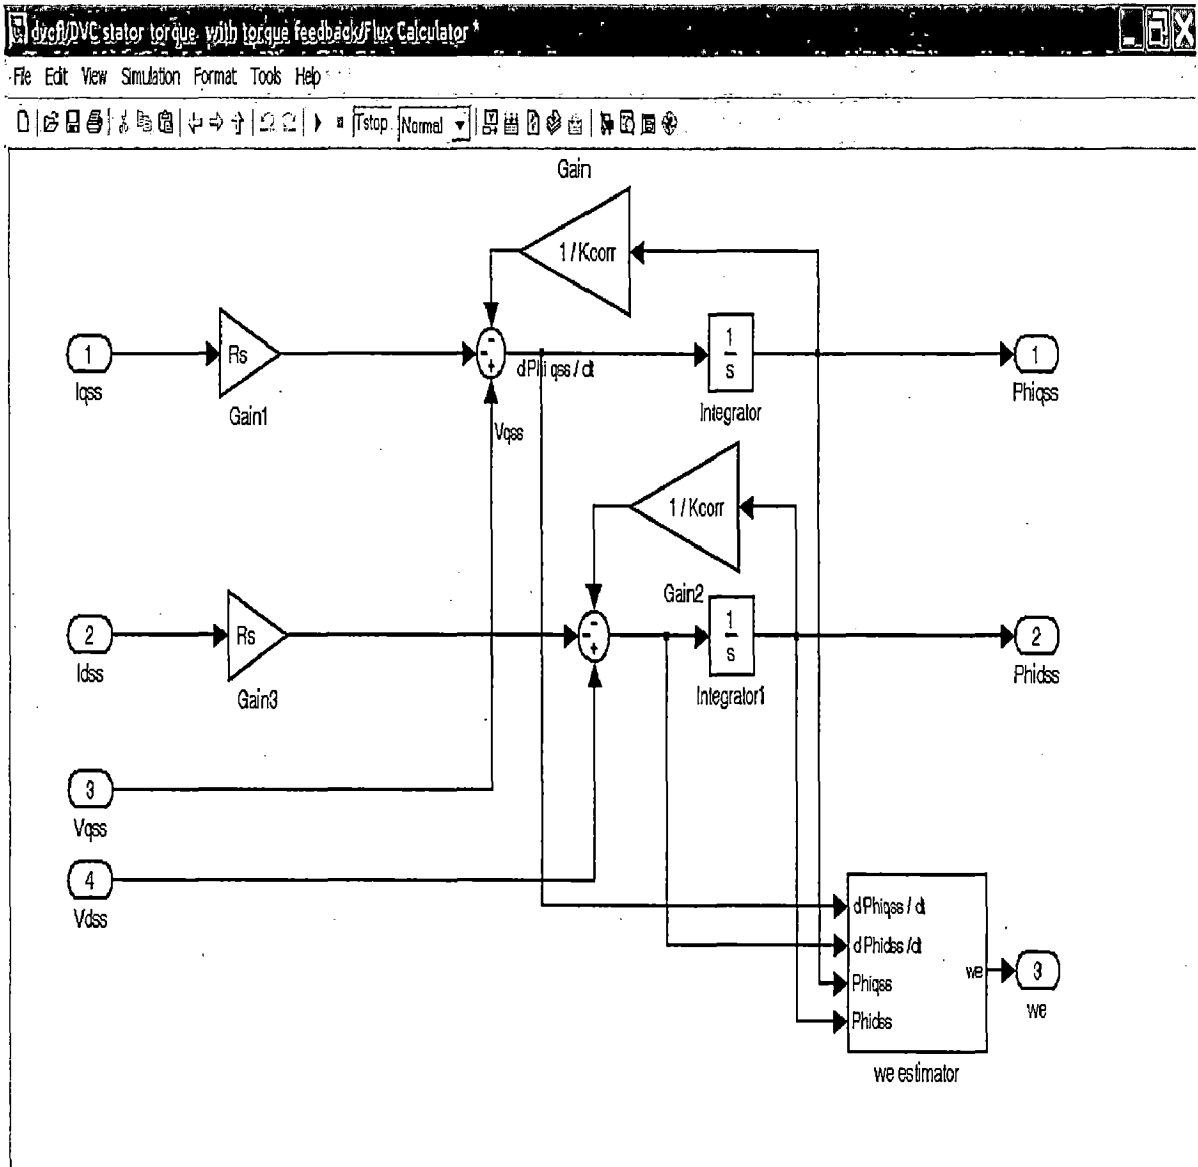 dvcfl/DVC stator torque with torque feedback/Flux Calculator *
File Edit View Simulation Format Tools Help
Tstop Normal
Gain
1 / Kcorr
1
Iqss
Rs
Gain1
-
-
+
dPhi qss / dt
1
s
Integrator
1
Phiqss
Vqss
1 / Kcorr
Gain2
2
Idss
Rs
Gain3
-
-
+
1
s
Integrator1
2
Phidss
3
Vqss
4
Vdss
dPhiqss / dt
dPhidss /dt
Phiqss
Phidss
we
3
we
we estimator